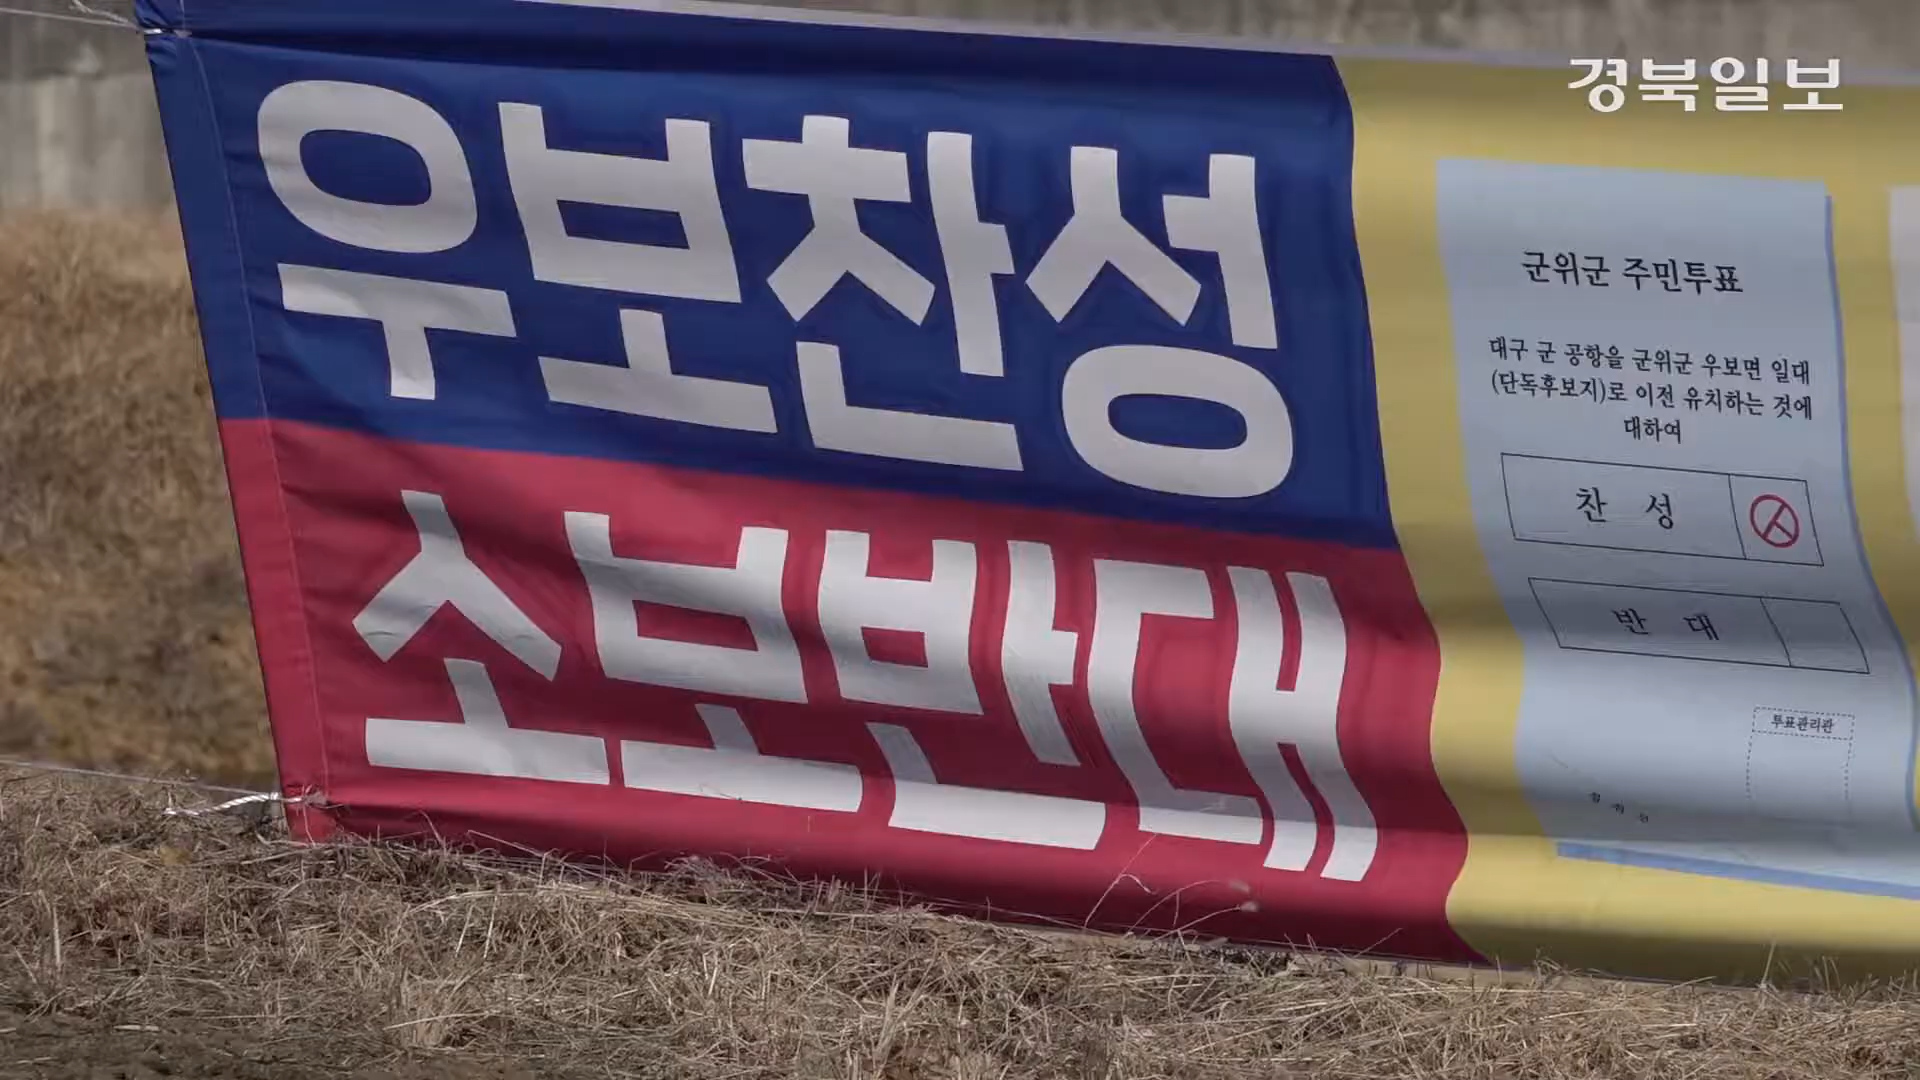 경북일보
우보찬성
소보반대
군위군 주민투표
대구 군 공항을 군위군 우보면 일대
(단독후보지)로 이전 유치하는 것에
대하여
찬 성
반 대
투표관리관